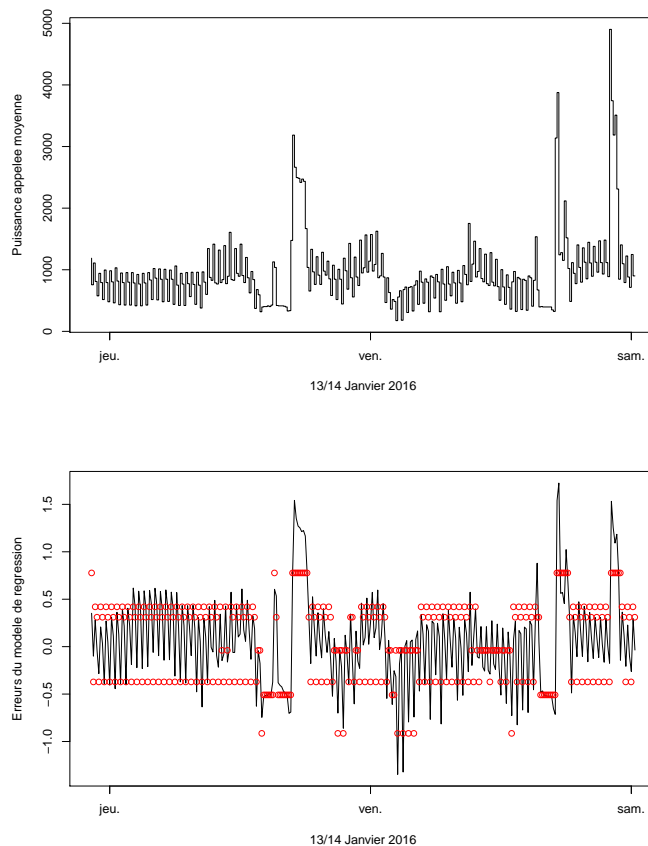 Puissance appelee moyenne
5000
4000
3000
2000
1000
0
jeu.
ven.
sam.
13/14 Janvier 2016
Erreurs du modele de regression
1.5
1.0
0.5
0.0
−0.5
−1.0
jeu.
ven.
sam.
13/14 Janvier 2016